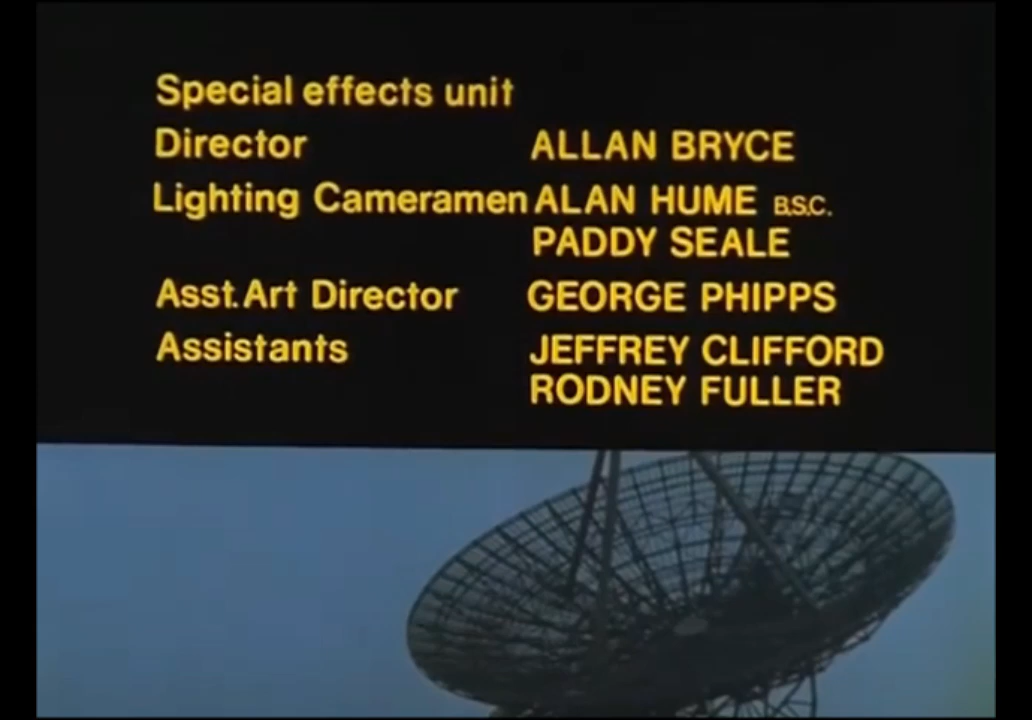 Special effects unit
Director ALLAN BRYCE
Lighting Cameramen ALAN HUME B.S.C.
PADDY SEALE
Asst. Art Director GEORGE PHIPPS
Assistants JEFFREY CLIFFORD
RODNEY FULLER